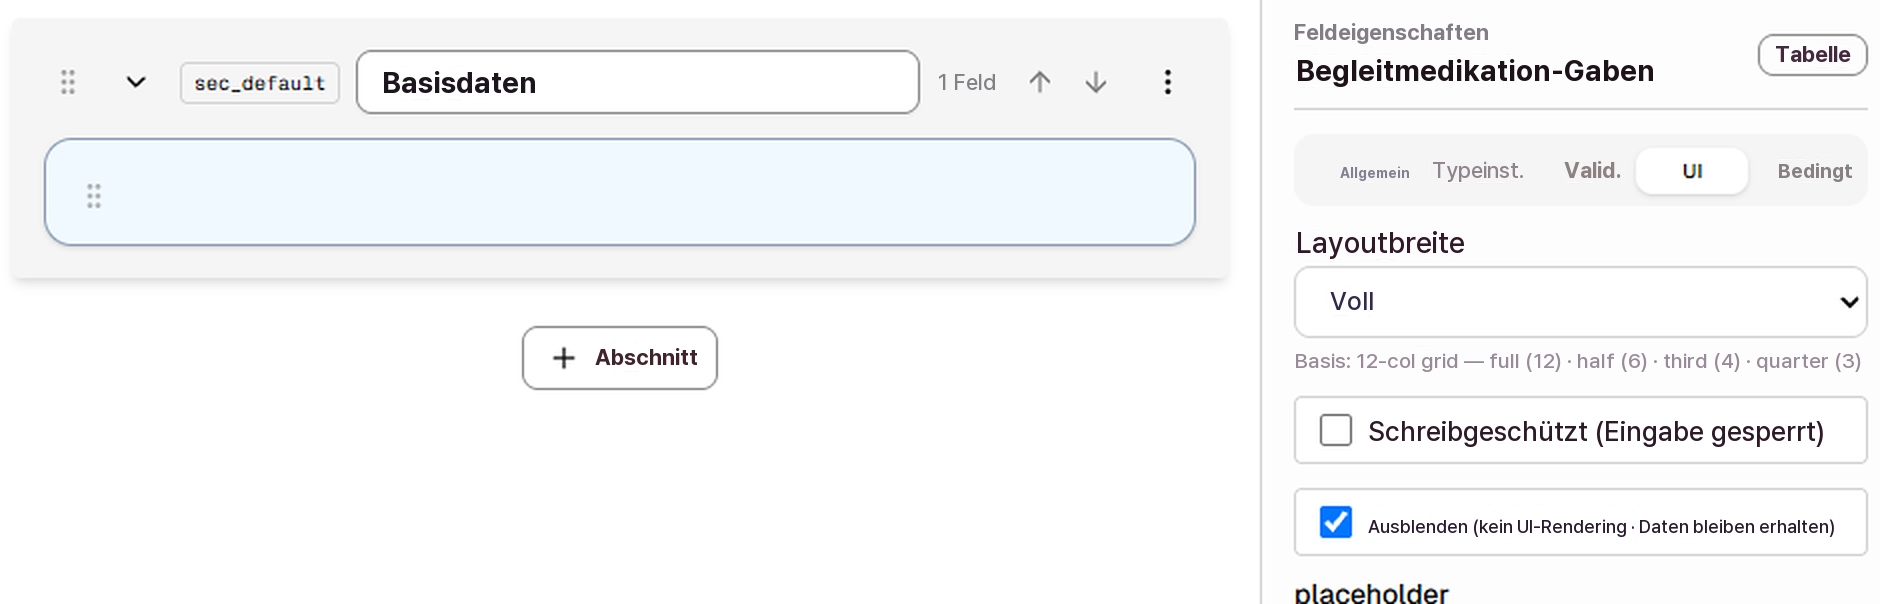 sec_default
Basisdaten
1 Feld
Abschnitt
Feldeigenschaften
Begleitmedikation-Gaben
Tabelle
Allgemein
Typeinst.
Valid.
UI
Bedingt
Layoutbreite
Voll
Basis: 12-col grid — full (12) · half (6) · third (4) · quarter (3)
Schreibgeschützt (Eingabe gesperrt)
Ausblenden (kein UI-Rendering · Daten bleiben erhalten)
placeholder